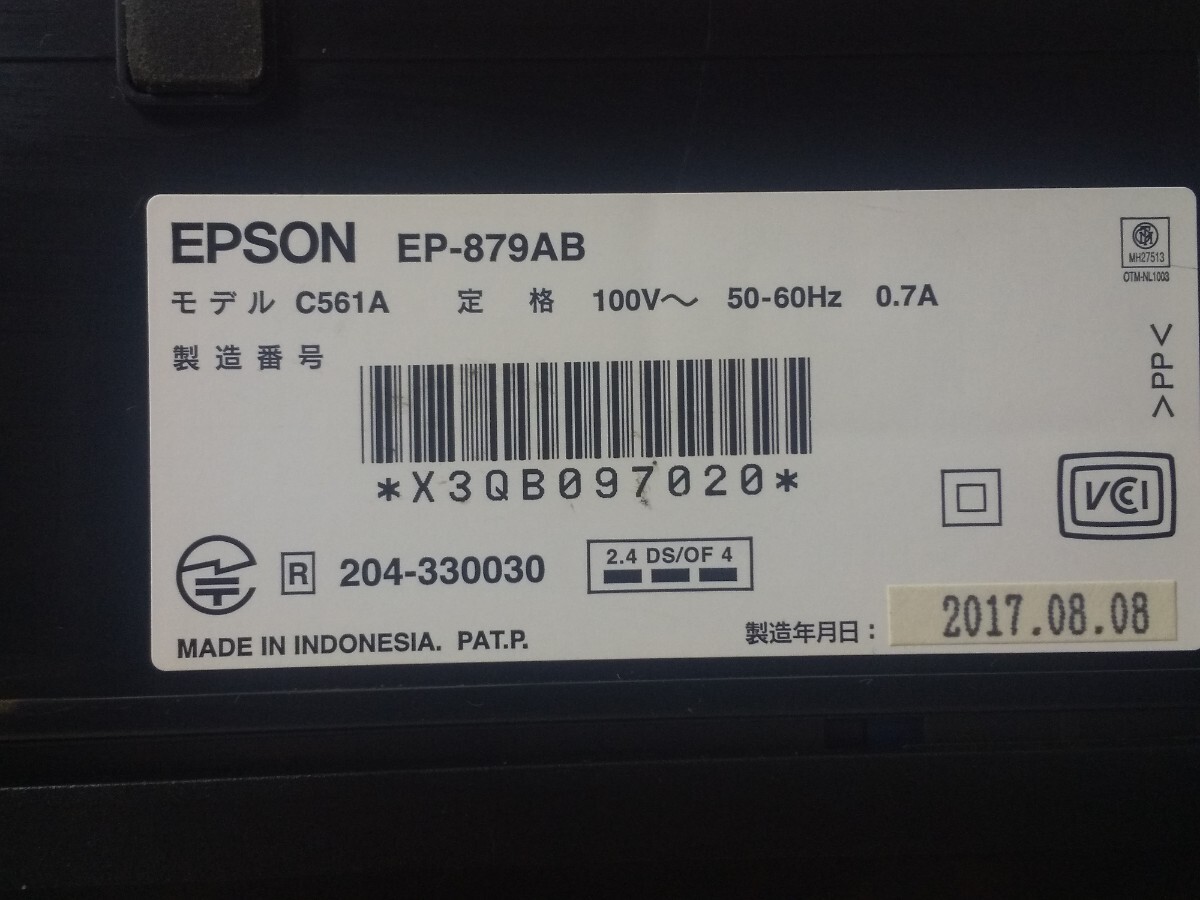 EPSON EP-879AB
モデル C561A 定格 100V～ 50-60Hz 0.7A
製造番号
*X3QB097020*
MH27513
OTM-NL1003
>PP<
VCCI
R 204-330030
2.4 DS/OF 4
MADE IN INDONESIA. PAT.P.
製造年月日：2017.08.08